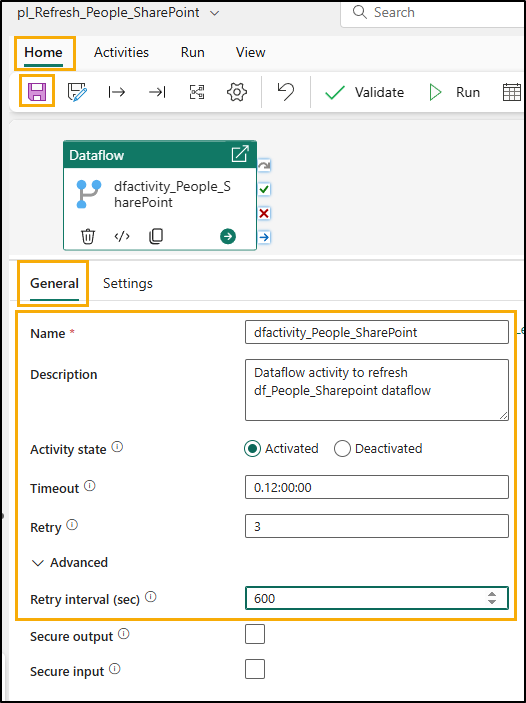 pl_Refresh_People_SharePoint
Search
Home
Activities
Run
View
Validate
Run
Dataflow
dfactivity_People_S
harePoint
General
Settings
Name *
dfactivity_People_SharePoint
Description
Dataflow activity to refresh
df_People_Sharepoint dataflow
Activity state
Activated
Deactivated
Timeout
0.12:00:00
Retry
3
Advanced
Retry interval (sec)
600
Secure output
Secure input